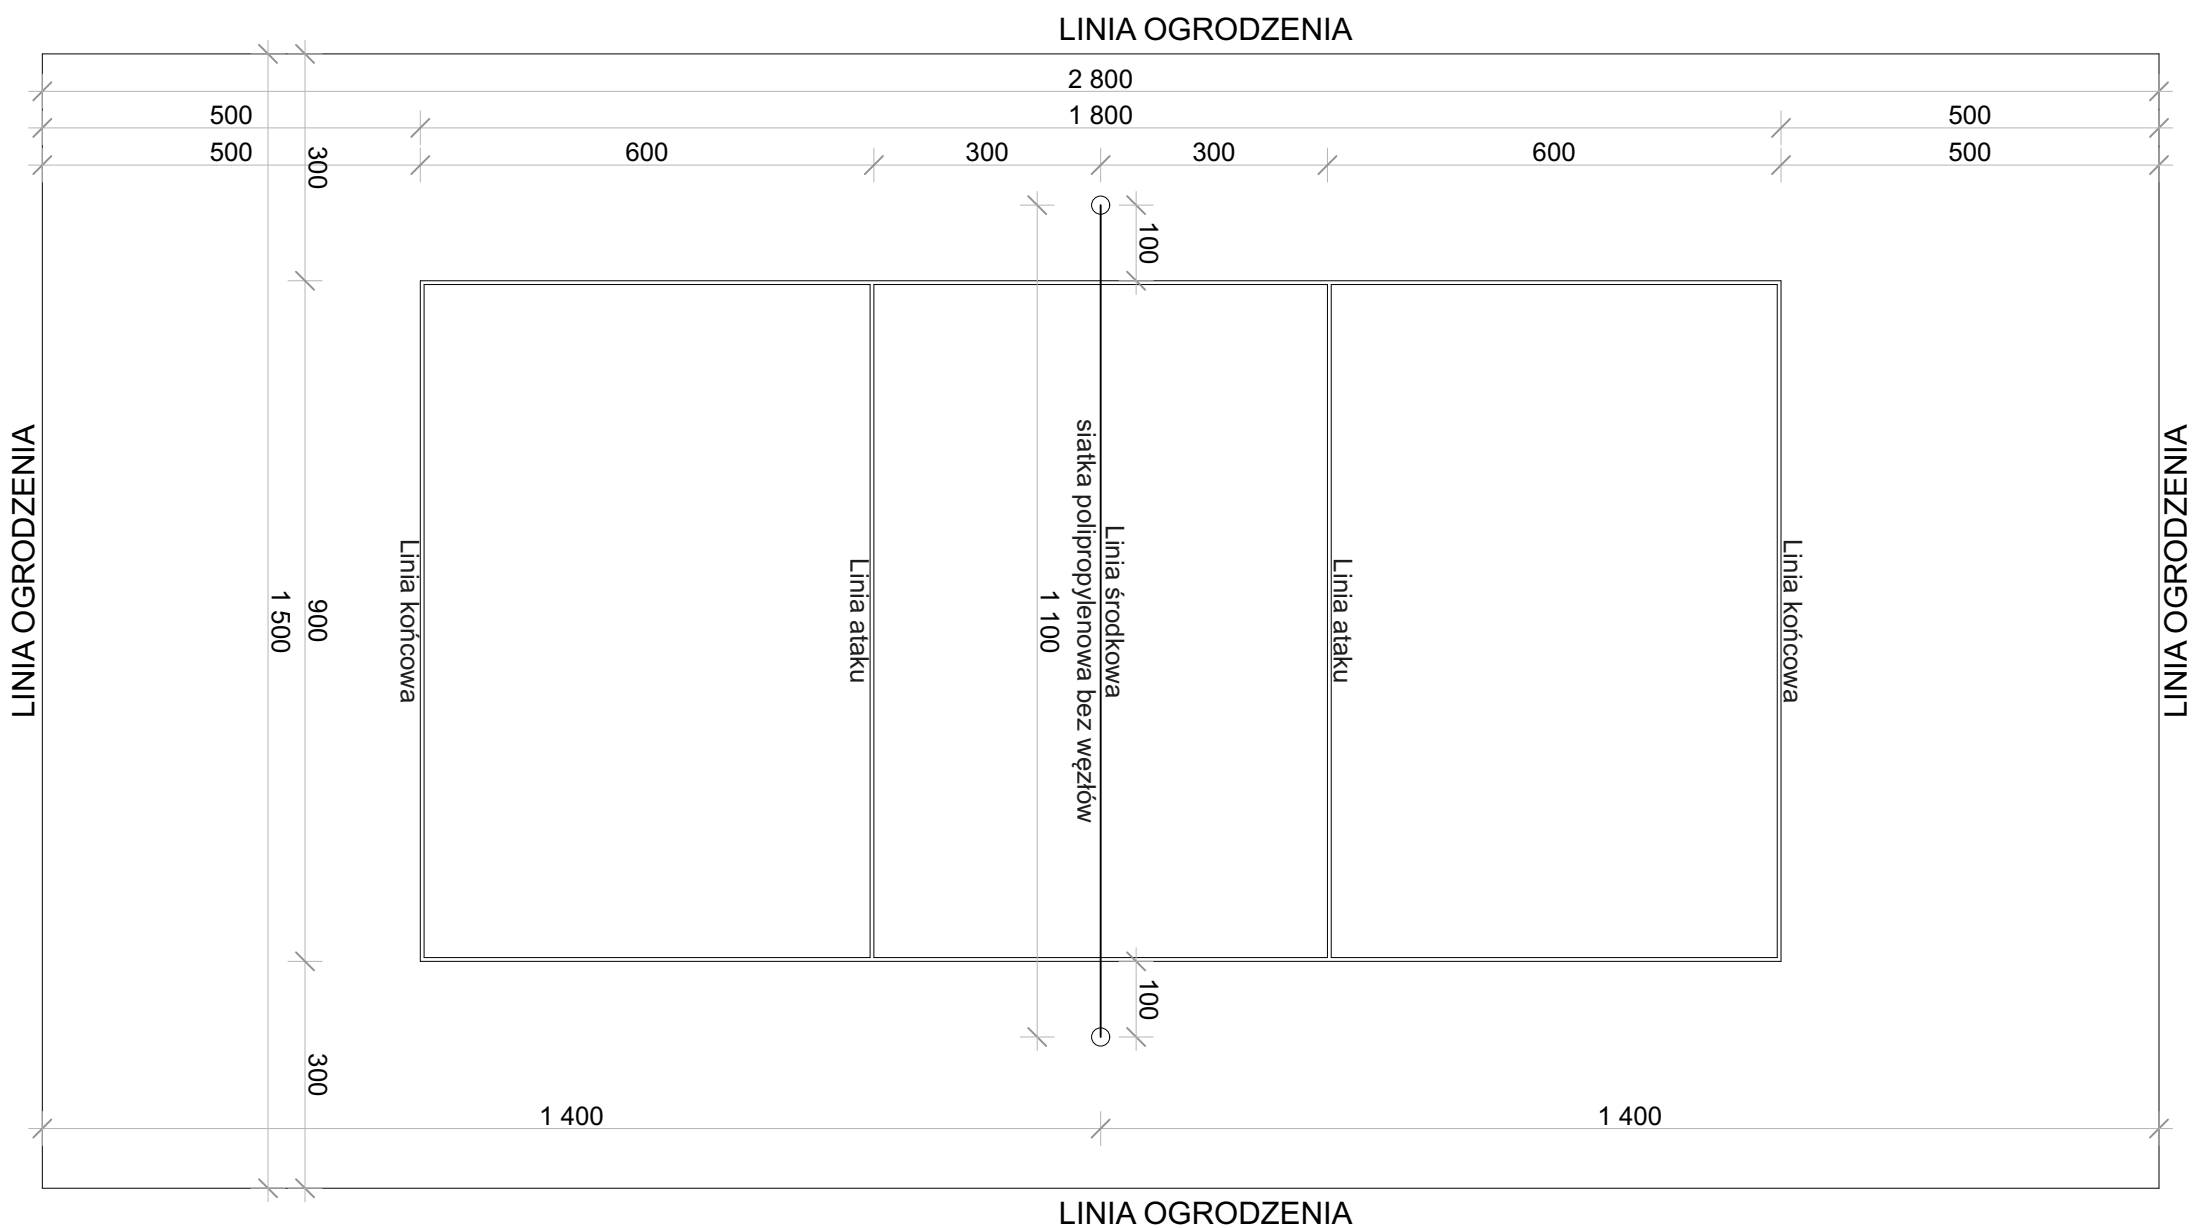 LINIA OGRODZENIA
2 800
500
1 800
500
500
600
300
300
600
500
300
100
LINIA OGRODZENIA
1 500
900
Linia końcowa
Linia ataku
1 100
siatka polipropylenowa bez węzłów
Linia środkowa
Linia ataku
Linia końcowa
LINIA OGRODZENIA
100
300
1 400
1 400
LINIA OGRODZENIA